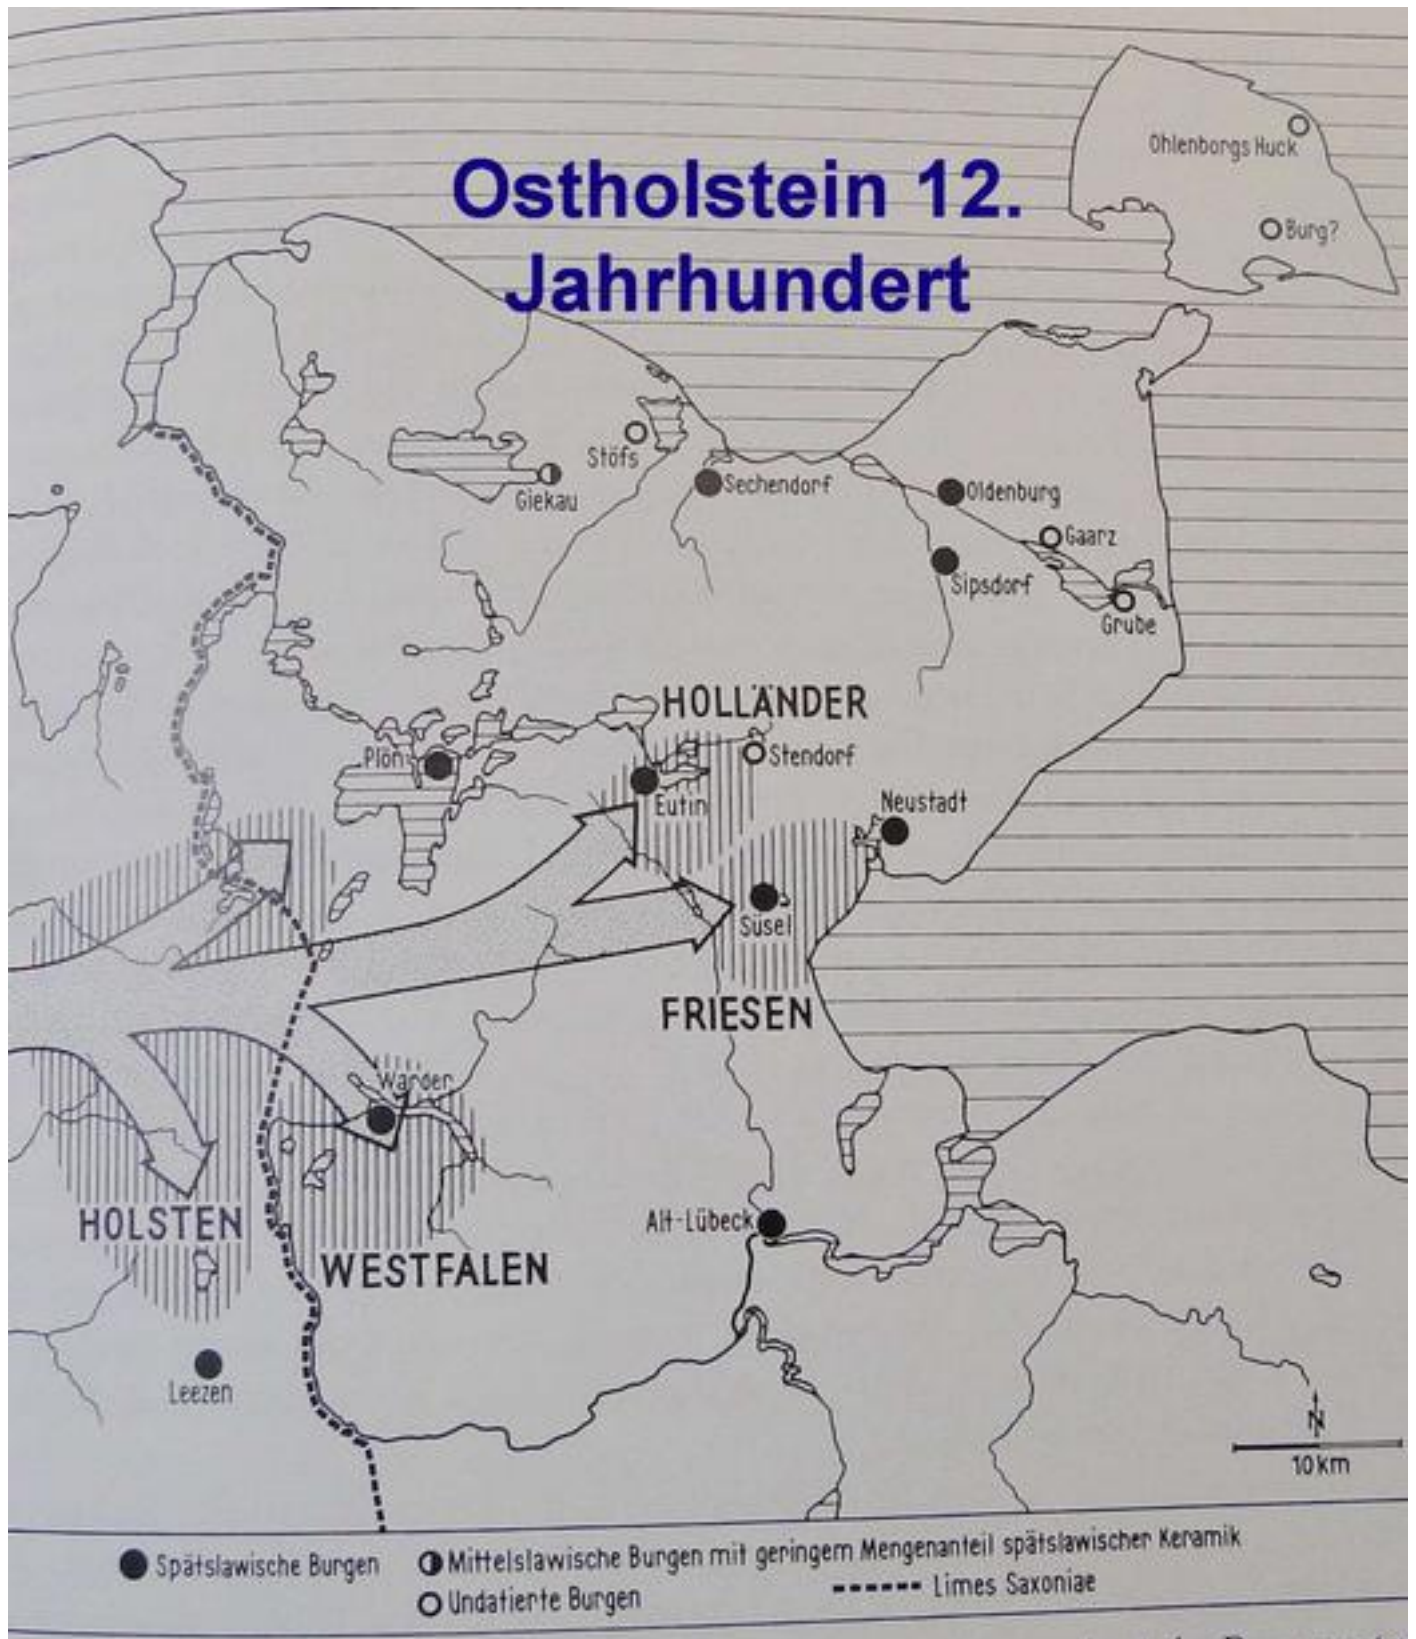 Ostholstein 12.
Jahrhundert
Ohlenborgs Huck
Burg?
Stöfs
Giekau
Sechendorf
Oldenburg
Gaarz
Sipsdorf
Grube
HOLLÄNDER
Plön
Stendorf
Eutin
Neustadt
Süsel
FRIESEN
Warder
HOLSTEN
Alt-Lübeck
WESTFALEN
Leezen
N
10 km
Spätslawische Burgen
Mittelslawische Burgen mit geringem Mengenanteil spätslawischer Keramik
Undatierte Burgen
Limes Saxoniae